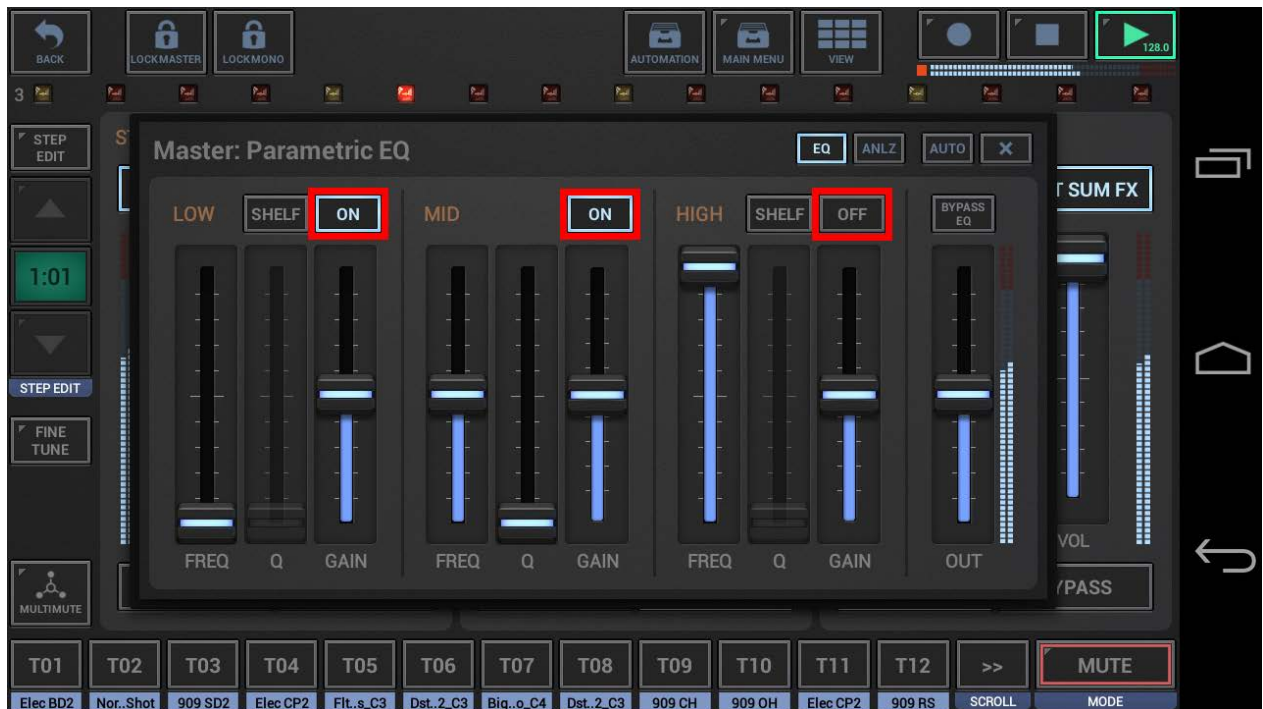 BACK
LOCKMASTER
LOCKMONO
AUTOMATION
MAIN MENU
VIEW
128.0
3
STEP
EDIT
1:01
STEP EDIT
FINE
TUNE
MULTIMUTE
Master: Parametric EQ
EQ
ANLZ
AUTO
LOW
SHELF
ON
MID
ON
HIGH
SHELF
OFF
BYPASS
EQ
T SUM FX
FREQ
Q
GAIN
FREQ
Q
GAIN
FREQ
Q
GAIN
OUT
VOL
YPASS
T01
T02
T03
T04
T05
T06
T07
T08
T09
T10
T11
T12
>>
MUTE
Elec BD2
Nor..Shot
909 SD2
Elec CP2
Flt..s_C3
Dst..2_C3
Big..o_C4
Dst..2_C3
909 CH
909 OH
Elec CP2
909 RS
SCROLL
MODE